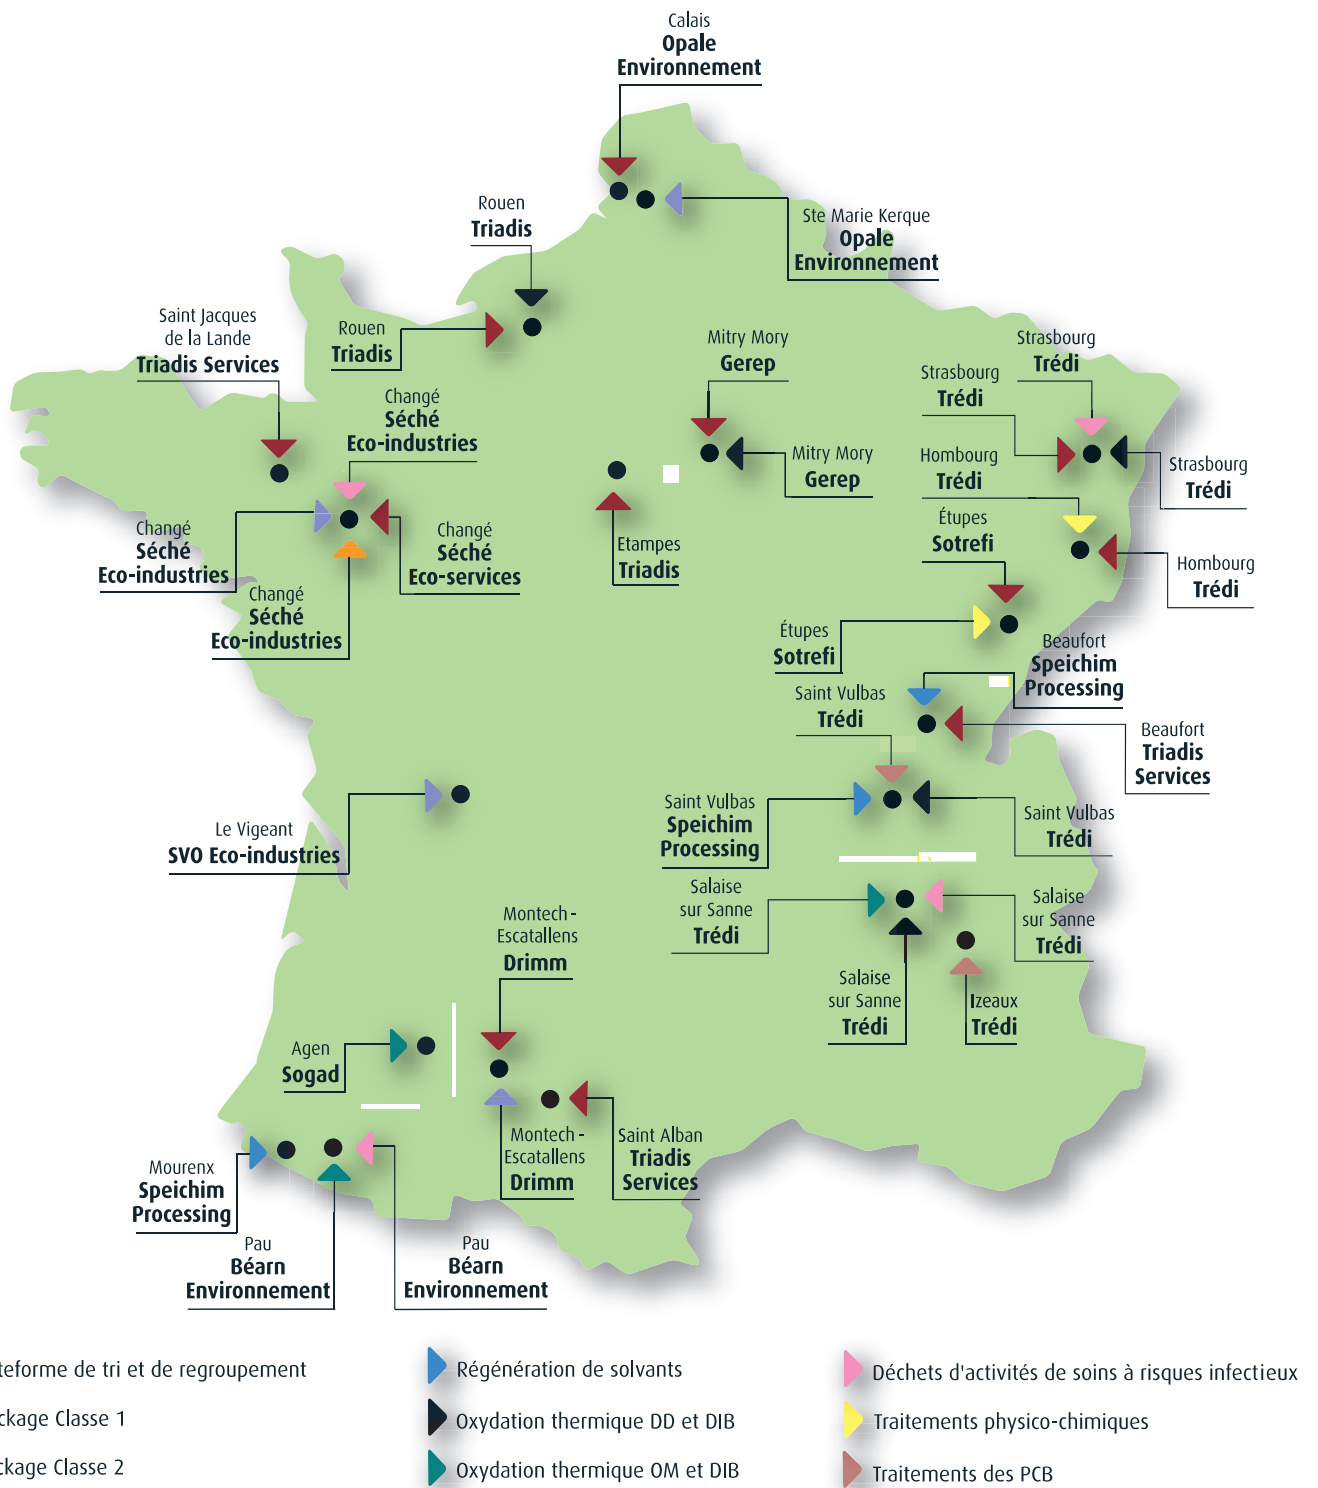 Calais
Opale
Environnement
Rouen
Triadis
Ste Marie Kerque
Opale
Environnement
Saint Jacques
de la Lande
Triadis Services
Rouen
Triadis
Mitry Mory
Gerep
Strasbourg
Trédi
Strasbourg
Trédi
Changé
Séché
Eco-industries
Mitry Mory
Gerep
Hombourg
Trédi
Strasbourg
Trédi
Changé
Séché
Eco-industries
Changé
Séché
Eco-services
Etampes
Triadis
Étupes
Sotrefi
Hombourg
Trédi
Changé
Séché
Eco-industries
Étupes
Sotrefi
Beaufort
Speichim
Processing
Saint Vulbas
Trédi
Beaufort
Triadis
Services
Le Vigeant
SVO Eco-industries
Saint Vulbas
Speichim
Processing
Saint Vulbas
Trédi
Salaise
sur Sanne
Trédi
Salaise
sur Sanne
Trédi
Montech -
Escatallens
Drimm
Salaise
sur Sanne
Trédi
Izeaux
Trédi
Agen
Sogad
Montech -
Escatallens
Drimm
Saint Alban
Triadis
Services
Mourenx
Speichim
Processing
Pau
Béarn
Environnement
Pau
Béarn
Environnement
teforme de tri et de regroupement
ckage Classe 1
ckage Classe 2
Régénération de solvants
Oxydation thermique DD et DIB
Oxydation thermique OM et DIB
Déchets d'activités de soins à risques infectieux
Traitements physico-chimiques
Traitements des PCB